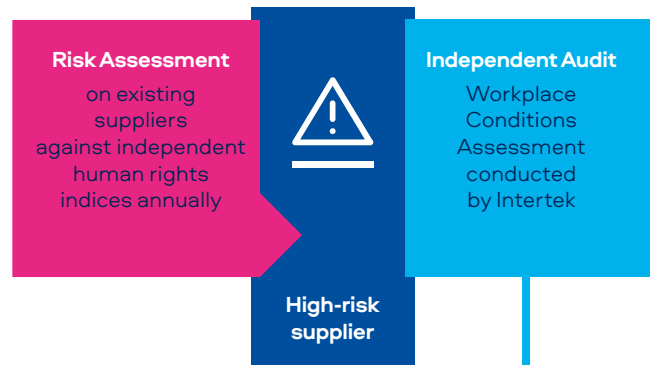 Risk Assessment
on existing
suppliers
against independent
human rights
indices annually
High-risk
supplier
Independent Audit
Workplace
Conditions
Assessment
conducted
by Intertek